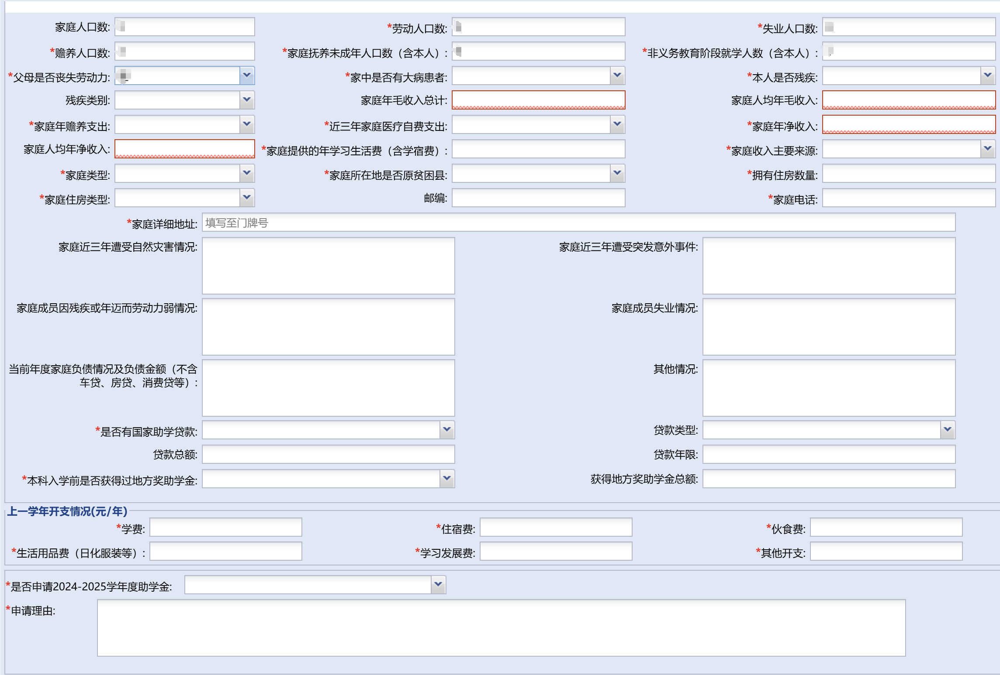 家庭人口数: *劳动人口数: *失业人口数:
*赡养人口数: *家庭抚养未成年人口数（含本人）: *非义务教育阶段就学人数（含本人）:
*父母是否丧失劳动力: *家中是否有大病患者: *本人是否残疾:
残疾类别: 家庭年毛收入总计: 家庭人均年毛收入:
*家庭年赡养支出: *近三年家庭医疗自费支出: *家庭年净收入:
家庭人均年净收入: *家庭提供的年学习生活费（含学宿费）: *家庭收入主要来源:
*家庭类型: *家庭所在地是否原贫困县: *拥有住房数量:
*家庭住房类型: 邮编: *家庭电话:
*家庭详细地址: 填写至门牌号
家庭近三年遭受自然灾害情况: 家庭近三年遭受突发意外事件:
家庭成员因残疾或年迈而劳动力弱情况: 家庭成员失业情况:
当前年度家庭负债情况及负债金额（不含 其他情况:
车贷、房贷、消费贷等）:
*是否有国家助学贷款: 贷款类型:
贷款总额: 贷款年限:
*本科入学前是否获得过地方奖助学金: 获得地方奖助学金总额:
上一学年开支情况(元/年)
*学费: *住宿费: *伙食费:
*生活用品费（日化服装等）: *学习发展费: *其他开支:
*是否申请2024-2025学年度助学金:
*申请理由: